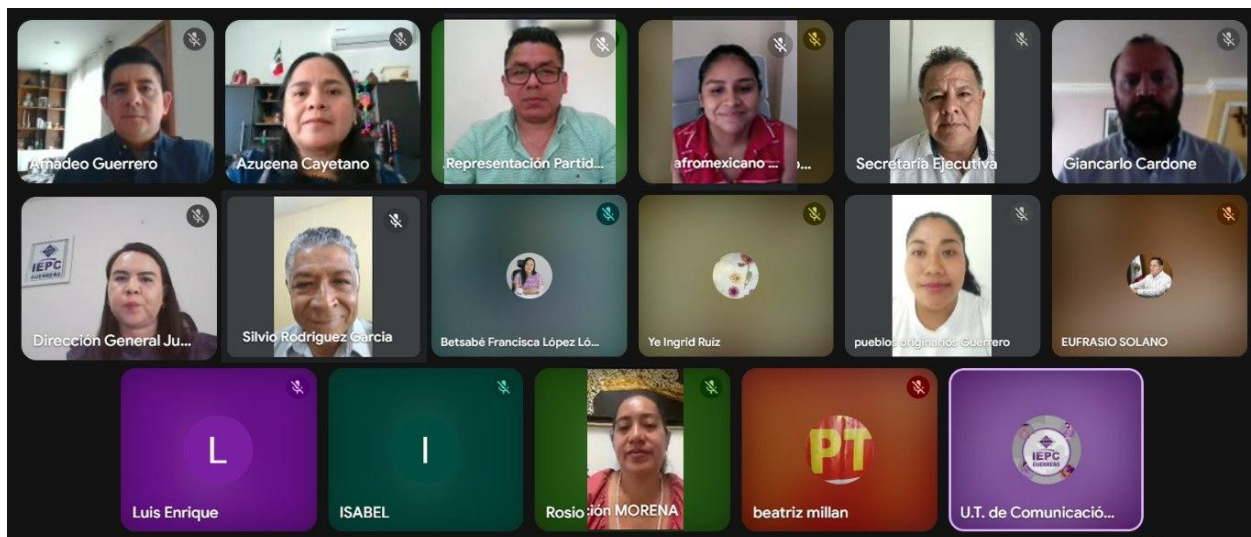 Amadeo Guerrero
Azucena Cayetano
.Representación Partid...
afromexicano ...
Secretaría Ejecutiva
Giancarlo Cardone
IEPC
GUERRERO
Dirección General Ju...
Silvio Rodriguez Garcia
Betsabé Francisca López Ló...
Ye Ingrid Ruíz
pueblos originarios Guerrero
EUFRASIO SOLANO
L
Luis Enrique
I
ISABEL
Rosio
ión MORENA
PT
beatriz millan
IEPC
GUERRERO
U.T. de Comunicació...